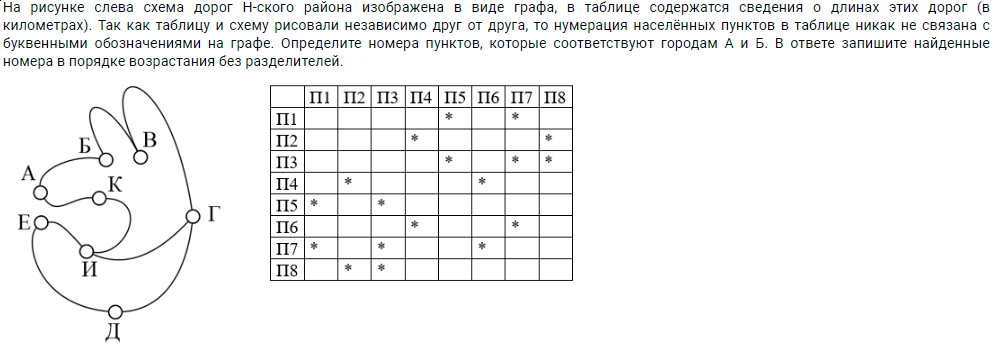 На рисунке слева схема дорог Н-ского района изображена в виде графа, в таблице содержатся сведения о длинах этих дорог (в
километрах). Так как таблицу и схему рисовали независимо друг от друга, то нумерация населённых пунктов в таблице никак не связана с
буквенными обозначениями на графе. Определите номера пунктов, которые соответствуют городам А и Б. В ответе запишите найденные
номера в порядке возрастания без разделителей.
Б
В
А
К
Е
Г
И
Д
П1 П2 П3 П4 П5 П6 П7 П8
П1 * *
П2 * *
П3 * * *
П4 * *
П5 * *
П6 * *
П7 * * *
П8 * *